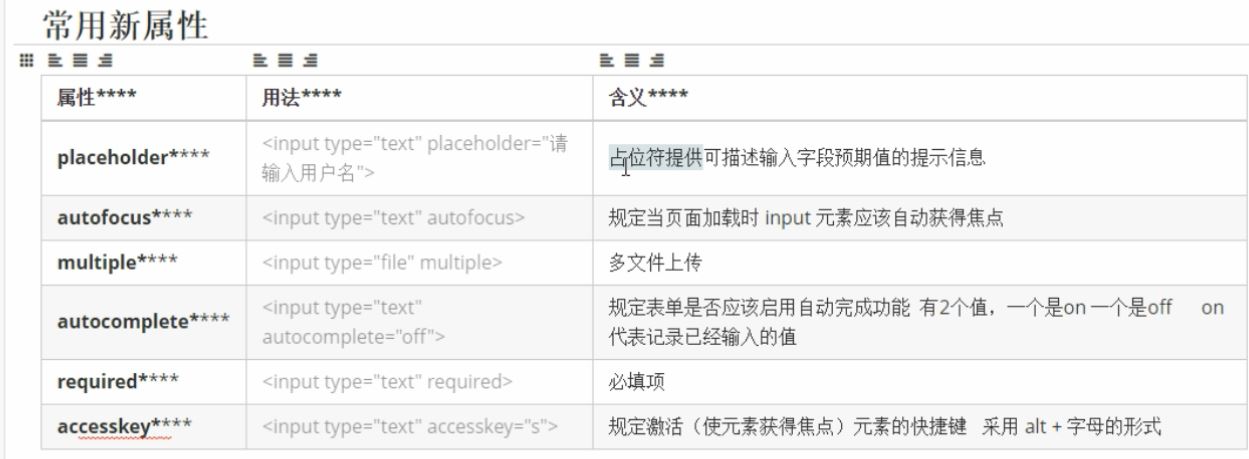 常用新属性
属性**** 用法**** 含义****
placeholder**** <input type="text" placeholder="请
输入用户名"> 占位符提供可描述输入字段预期值的提示信息
autofocus**** <input type="text" autofocus> 规定当页面加载时 input 元素应该自动获得焦点
multiple**** <input type="file" multiple> 多文件上传
autocomplete**** <input type="text"
autocomplete="off"> 规定表单是否应该启用自动完成功能 有2个值，一个是on 一个是off on
代表记录已经输入的值
required**** <input type="text" required> 必填项
accesskey**** <input type="text" accesskey="s"> 规定激活（使元素获得焦点）元素的快捷键 采用 alt + 字母的形式